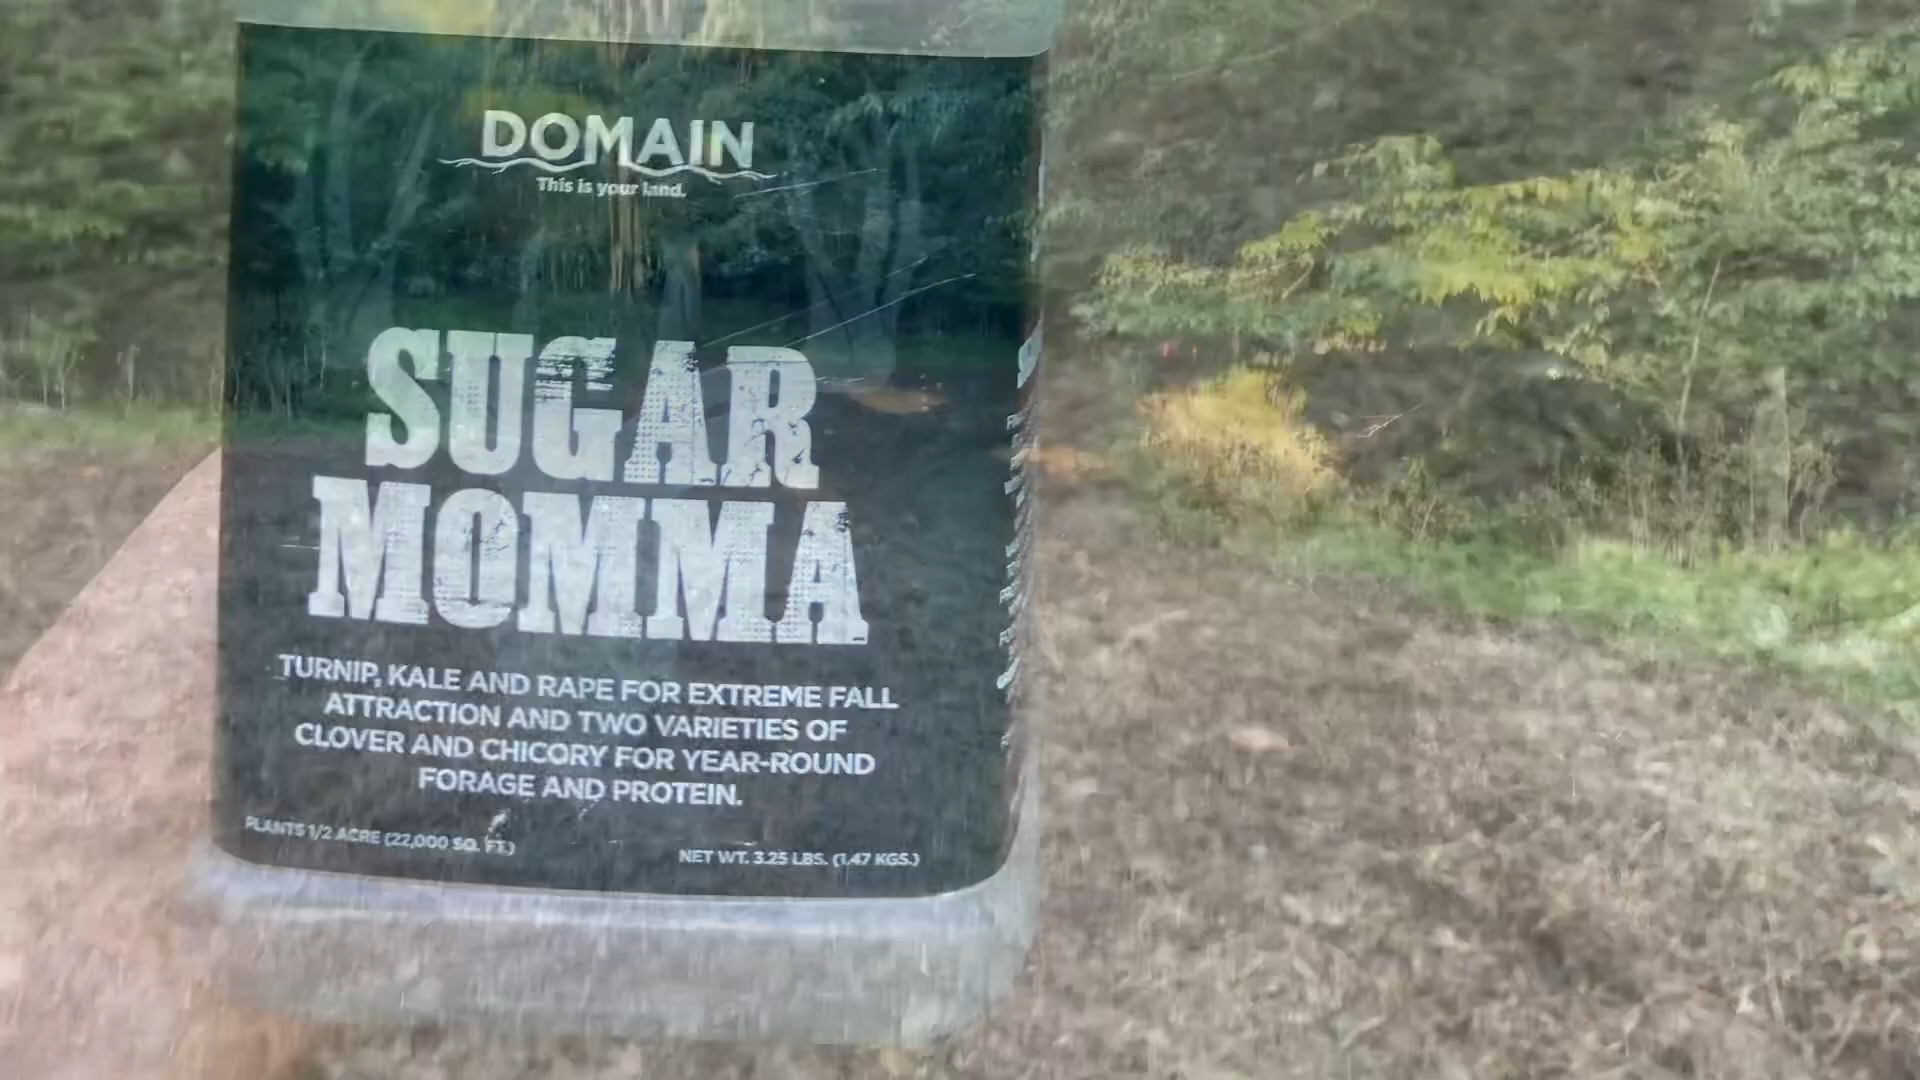 DOMAIN
This is your land.
SUGAR
MOMMA
TURNIP, KALE AND RAPE FOR EXTREME FALL
ATTRACTION AND TWO VARIETIES OF
CLOVER AND CHICORY FOR YEAR-ROUND
FORAGE AND PROTEIN.
PLANTS 1/2 ACRE (22,000 SQ. FT.)
NET WT. 3.25 LBS. (1.47 KGS.)